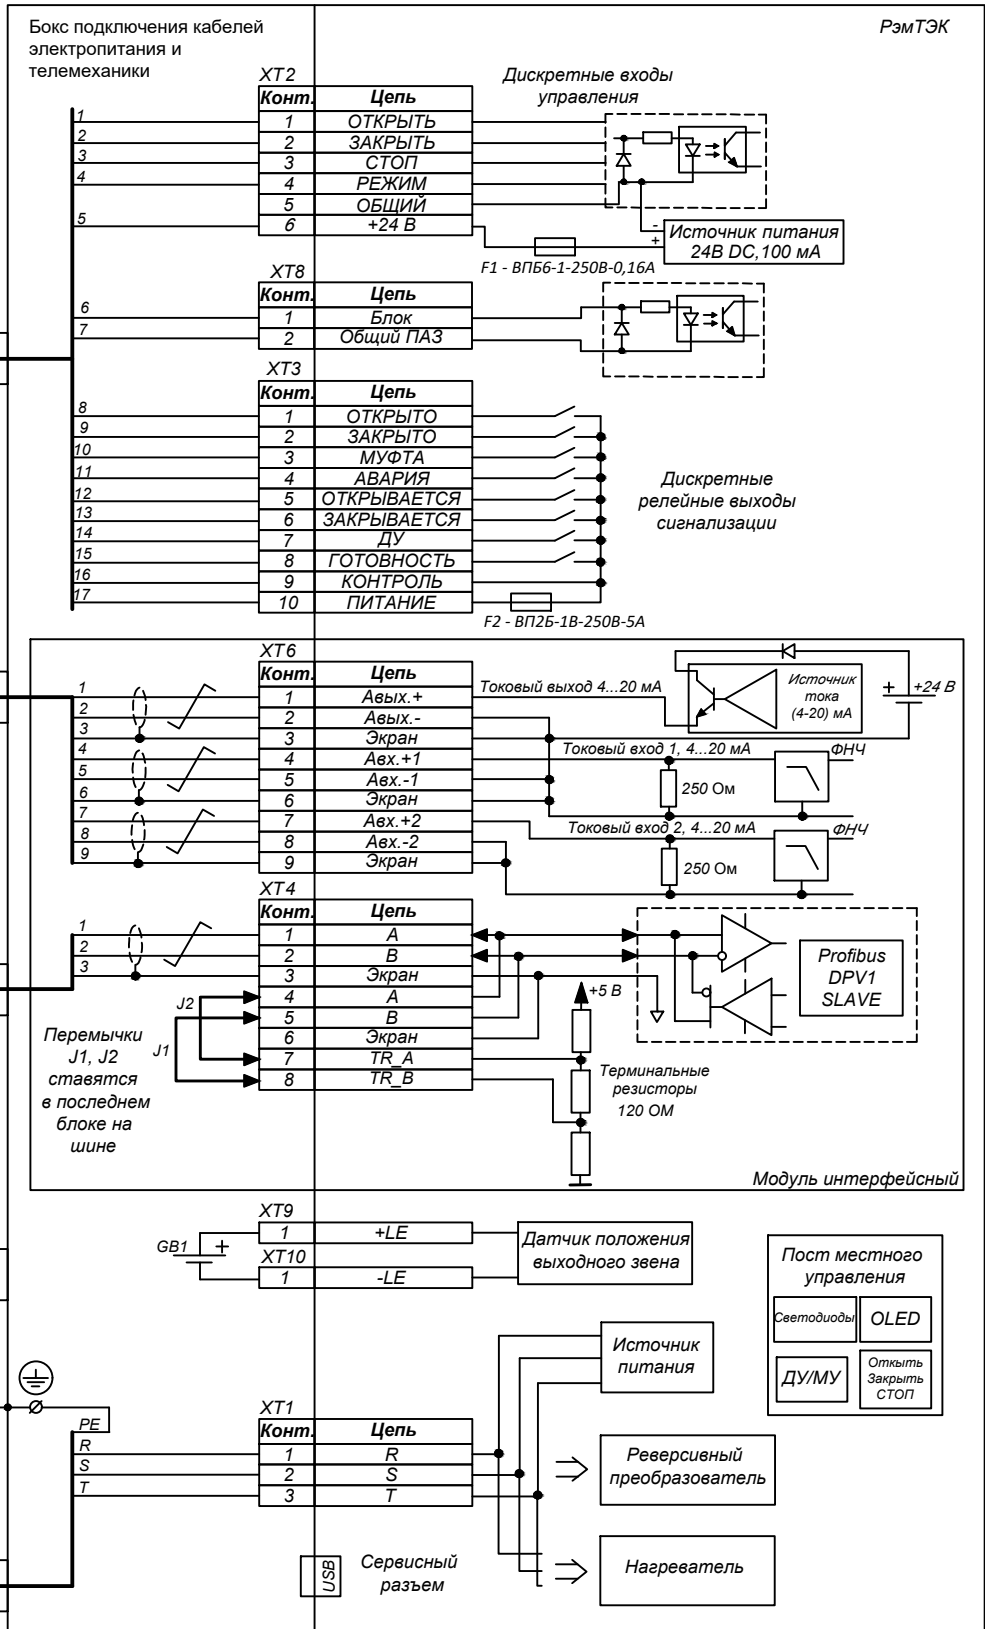 Бокс подключения кабелей
электропитания и
телемеханики
РэмТЭК
XT2
Конт. Цепь
1 1 ОТКРЫТЬ
2 2 ЗАКРЫТЬ
3 3 СТОП
4 4 РЕЖИМ
5 ОБЩИЙ
5 6 +24 В
Дискретные входы
управления
- Источник питания
+ 24В DC,100 мА
F1 - ВПБ6-1-250В-0,16А
XT8
Конт. Цепь
6 1 Блок
7 2 Общий ПАЗ
XT3
Конт. Цепь
8 1 ОТКРЫТО
9 2 ЗАКРЫТО
10 3 МУФТА
11 4 АВАРИЯ
12 5 ОТКРЫВАЕТСЯ
13 6 ЗАКРЫВАЕТСЯ
14 7 ДУ
15 8 ГОТОВНОСТЬ
16 9 КОНТРОЛЬ
17 10 ПИТАНИЕ
Дискретные
релейные выходы
сигнализации
F2 - ВП2Б-1В-250В-5А
XT6
Конт. Цепь
1 1 Авых.+
2 2 Авых.-
3 3 Экран
4 4 Авх.+1
5 5 Авх.-1
6 6 Экран
7 7 Авх.+2
8 8 Авх.-2
9 9 Экран
Токовый выход 4...20 мА
Источник
тока
(4-20) мА
+ +24 В
Токовый вход 1, 4...20 мА
ФНЧ
250 Ом
Токовый вход 2, 4...20 мА
ФНЧ
250 Ом
XT4
Конт. Цепь
1 1 A
2 2 B
3 3 Экран
4 A
5 B
6 Экран
7 TR_A
8 TR_B
J2
J1
Перемычки
J1, J2
ставятся
в последнем
блоке на
шине
+5 В
Терминальные
резисторы
120 ОМ
Profibus
DPV1
SLAVE
Модуль интерфейсный
XT9
1 +LE
GB1 +
XT10
1 -LE
Датчик положения
выходного звена
Пост местного
управления
Светодиоды
OLED
ДУ/МУ
Откыть
Закрыть
СТОП
Источник
питания
PE
XT1
Конт. Цепь
R 1 R
S 2 S
T 3 T
Реверсивный
преобразователь
Нагреватель
USB
Сервисный
разъем